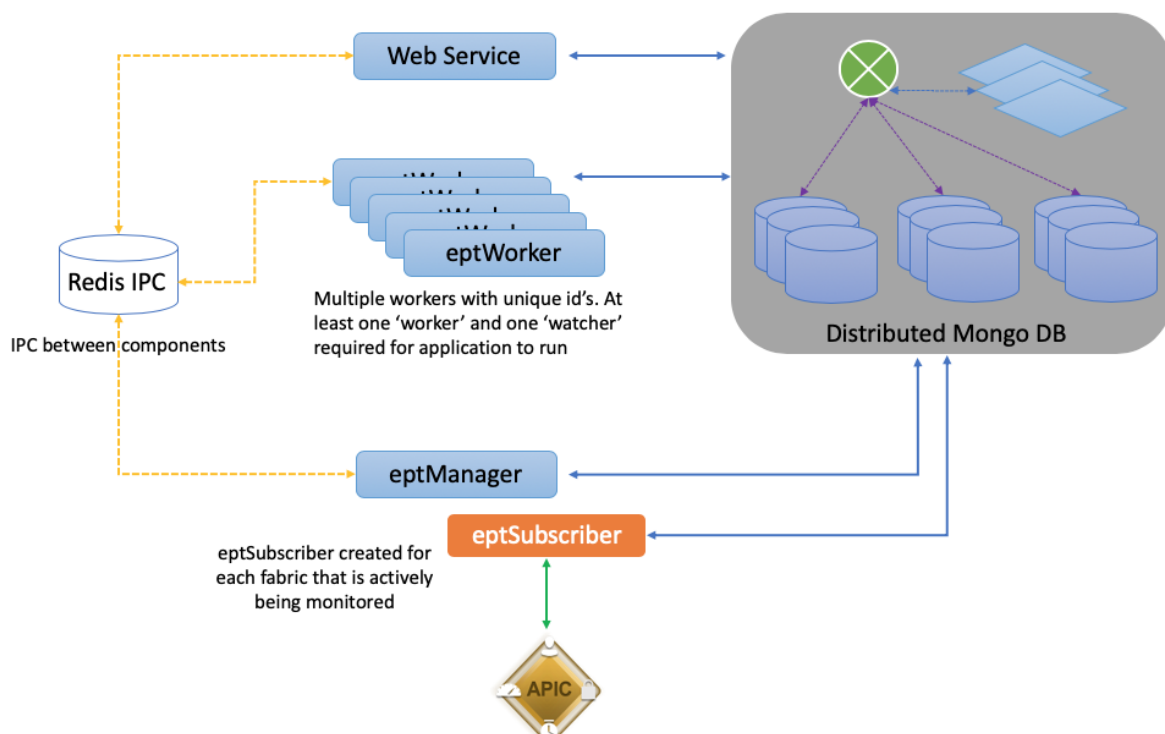 Web Service
eptWorker
Redis IPC
Multiple workers with unique id’s. At
least one ‘worker’ and one ‘watcher’
required for application to run
Distributed Mongo DB
IPC between components
eptManager
eptSubscriber
eptSubscriber created for
each fabric that is actively
being monitored
APIC